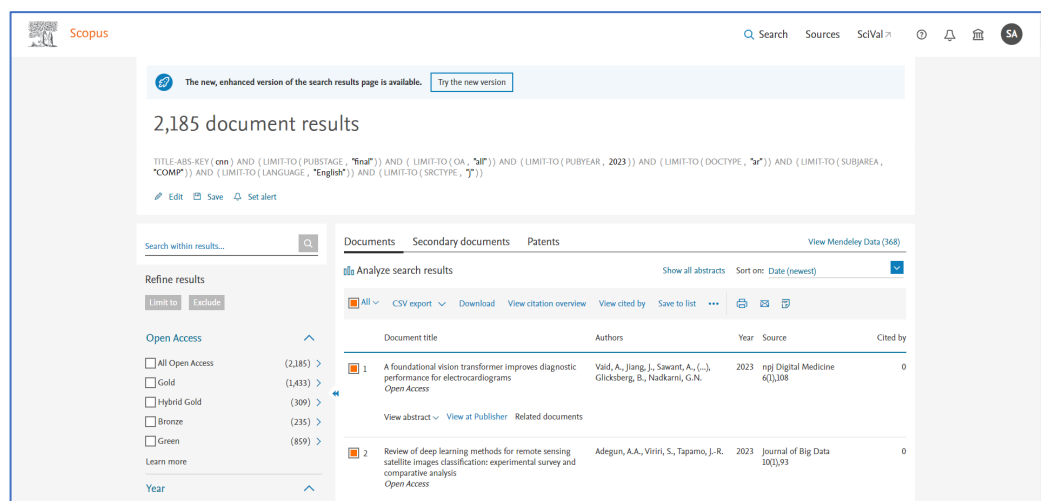 Scopus
Search Sources SciVal SA
The new, enhanced version of the search results page is available. Try the new version
2,185 document results
TITLE-ABS-KEY ( cnn ) AND ( LIMIT-TO ( PUBSTAGE , "final" ) ) AND ( LIMIT-TO ( OA , "all" ) ) AND ( LIMIT-TO ( PUBYEAR , 2023 ) ) AND ( LIMIT-TO ( DOCTYPE , "ar" ) ) AND ( LIMIT-TO ( SUBJAREA ,
"COMP" ) ) AND ( LIMIT-TO ( LANGUAGE , "English" ) ) AND ( LIMIT-TO ( SRCTYPE , "j" ) )
Edit Save Set alert
Search within results...
Refine results
Limit to Exclude
Open Access
All Open Access (2,185)
Gold (1,433)
Hybrid Gold (309)
Bronze (235)
Green (859)
Learn more
Year
Documents Secondary documents Patents View Mendeley Data (368)
Analyze search results Show all abstracts Sort on: Date (newest)
All CSV export Download View citation overview View cited by Save to list •••
Document title Authors Year Source Cited by
1 A foundational vision transformer improves diagnostic Vaid, A., Jiang, J., Sawant, A., (...), 2023 npj Digital Medicine 0
performance for electrocardiograms Glicksberg, B., Nadkarni, G.N. 6(1),108
Open Access
View abstract View at Publisher Related documents
2 Review of deep learning methods for remote sensing Adegun, A.A., Viriri, S., Tapamo, J.-R. 2023 Journal of Big Data 0
satellite images classification: experimental survey and 10(1),93
comparative analysis
Open Access